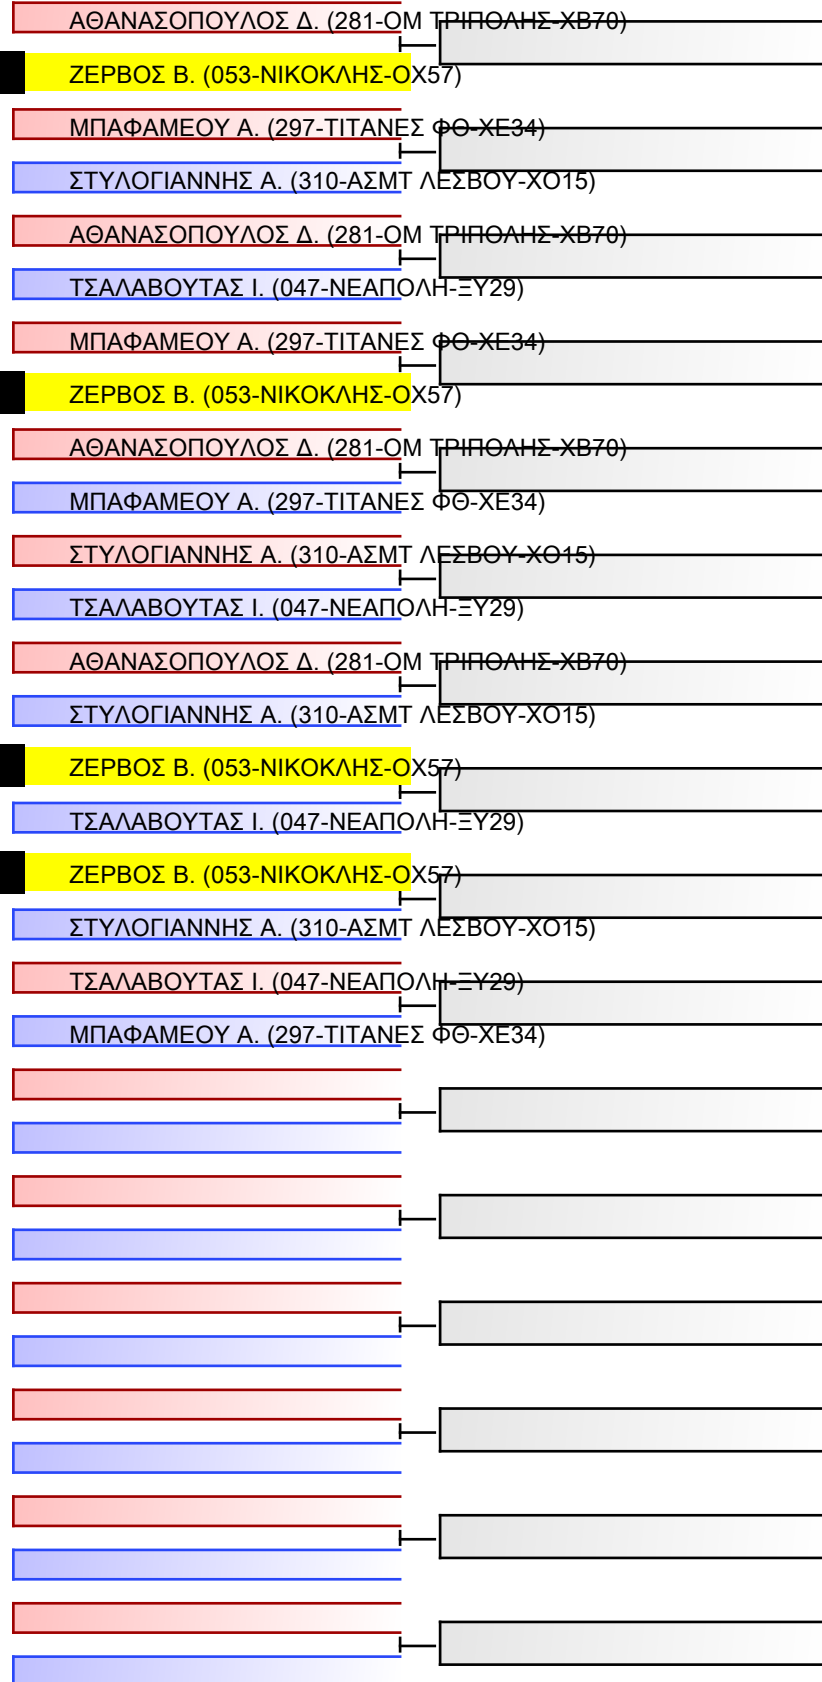 ΑΘΑΝΑΣΟΠΟΥΛΟΣ Δ. (281-ΟΜ ΤΡΙΠΟΛΗΣ-ΧΒ70)
ΖΕΡΒΟΣ Β. (053-ΝΙΚΟΚΛΗΣ-ΟΧ57)
ΜΠΑΦΑΜΕΟΥ Α. (297-ΤΙΤΑΝΕΣ ΦΘ-ΧΕ34)
ΣΤΥΛΟΓΙΑΝΝΗΣ Α. (310-ΑΣΜΤ ΛΕΣΒΟΥ-ΧΟ15)
ΑΘΑΝΑΣΟΠΟΥΛΟΣ Δ. (281-ΟΜ ΤΡΙΠΟΛΗΣ-ΧΒ70)
ΤΣΑΛΑΒΟΥΤΑΣ Ι. (047-ΝΕΑΠΟΛΗ-ΞΥ29)
ΜΠΑΦΑΜΕΟΥ Α. (297-ΤΙΤΑΝΕΣ ΦΘ-ΧΕ34)
ΖΕΡΒΟΣ Β. (053-ΝΙΚΟΚΛΗΣ-ΟΧ57)
ΑΘΑΝΑΣΟΠΟΥΛΟΣ Δ. (281-ΟΜ ΤΡΙΠΟΛΗΣ-ΧΒ70)
ΜΠΑΦΑΜΕΟΥ Α. (297-ΤΙΤΑΝΕΣ ΦΘ-ΧΕ34)
ΣΤΥΛΟΓΙΑΝΝΗΣ Α. (310-ΑΣΜΤ ΛΕΣΒΟΥ-ΧΟ15)
ΤΣΑΛΑΒΟΥΤΑΣ Ι. (047-ΝΕΑΠΟΛΗ-ΞΥ29)
ΑΘΑΝΑΣΟΠΟΥΛΟΣ Δ. (281-ΟΜ ΤΡΙΠΟΛΗΣ-ΧΒ70)
ΣΤΥΛΟΓΙΑΝΝΗΣ Α. (310-ΑΣΜΤ ΛΕΣΒΟΥ-ΧΟ15)
ΖΕΡΒΟΣ Β. (053-ΝΙΚΟΚΛΗΣ-ΟΧ57)
ΤΣΑΛΑΒΟΥΤΑΣ Ι. (047-ΝΕΑΠΟΛΗ-ΞΥ29)
ΖΕΡΒΟΣ Β. (053-ΝΙΚΟΚΛΗΣ-ΟΧ57)
ΣΤΥΛΟΓΙΑΝΝΗΣ Α. (310-ΑΣΜΤ ΛΕΣΒΟΥ-ΧΟ15)
ΤΣΑΛΑΒΟΥΤΑΣ Ι. (047-ΝΕΑΠΟΛΗ-ΞΥ29)
ΜΠΑΦΑΜΕΟΥ Α. (297-ΤΙΤΑΝΕΣ ΦΘ-ΧΕ34)